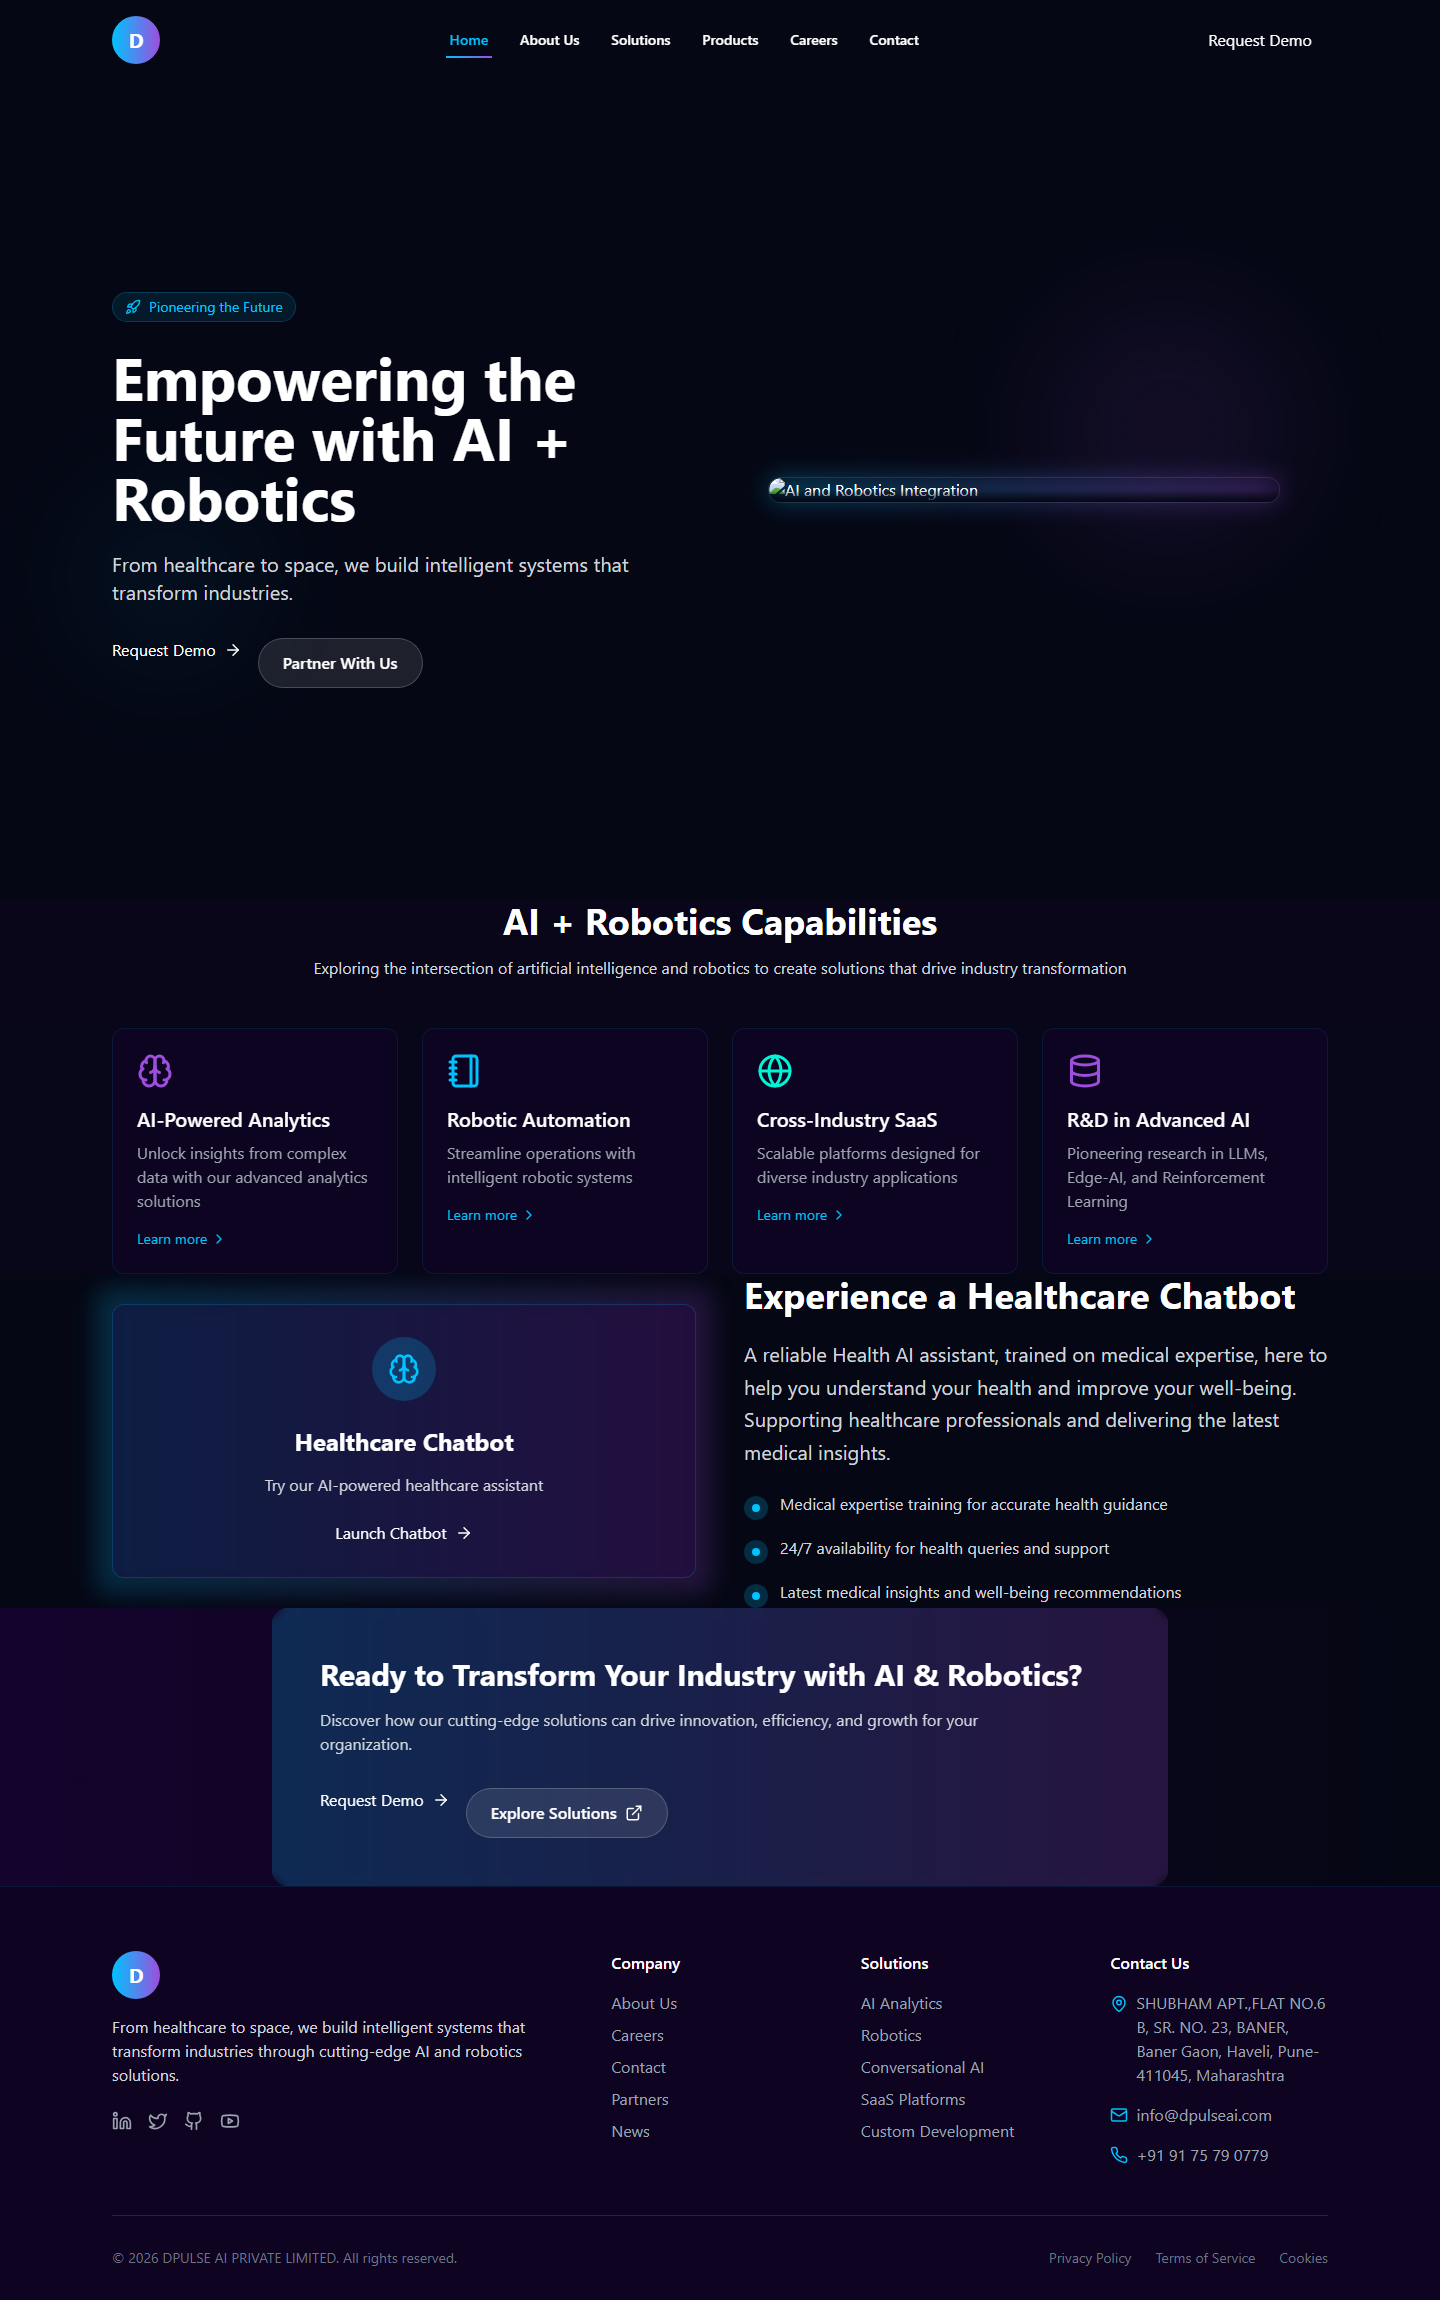 D
Home
About Us
Solutions
Products
Careers
Contact
Request Demo
Pioneering the Future
Empowering the
Future with AI +
Robotics
From healthcare to space, we build intelligent systems that
transform industries.
Request Demo
Partner With Us
AI and Robotics Integration
AI + Robotics Capabilities
Exploring the intersection of artificial intelligence and robotics to create solutions that drive industry transformation
AI-Powered Analytics
Unlock insights from complex
data with our advanced analytics
solutions
Learn more
Robotic Automation
Streamline operations with
intelligent robotic systems
Learn more
Cross-Industry SaaS
Scalable platforms designed for
diverse industry applications
Learn more
R&D in Advanced AI
Pioneering research in LLMs,
Edge-AI, and Reinforcement
Learning
Learn more
Healthcare Chatbot
Try our AI-powered healthcare assistant
Launch Chatbot
Experience a Healthcare Chatbot
A reliable Health AI assistant, trained on medical expertise, here to
help you understand your health and improve your well-being.
Supporting healthcare professionals and delivering the latest
medical insights.
Medical expertise training for accurate health guidance
24/7 availability for health queries and support
Latest medical insights and well-being recommendations
Ready to Transform Your Industry with AI & Robotics?
Discover how our cutting-edge solutions can drive innovation, efficiency, and growth for your
organization.
Request Demo
Explore Solutions
D
From healthcare to space, we build intelligent systems that
transform industries through cutting-edge AI and robotics
solutions.
Company
About Us
Careers
Contact
Partners
News
Solutions
AI Analytics
Robotics
Conversational AI
SaaS Platforms
Custom Development
Contact Us
SHUBHAM APT.,FLAT NO.6
B, SR. NO. 23, BANER,
Baner Gaon, Haveli, Pune-
411045, Maharashtra
info@dpulseai.com
+91 91 75 79 0779
© 2026 DPULSE AI PRIVATE LIMITED. All rights reserved.
Privacy Policy
Terms of Service
Cookies